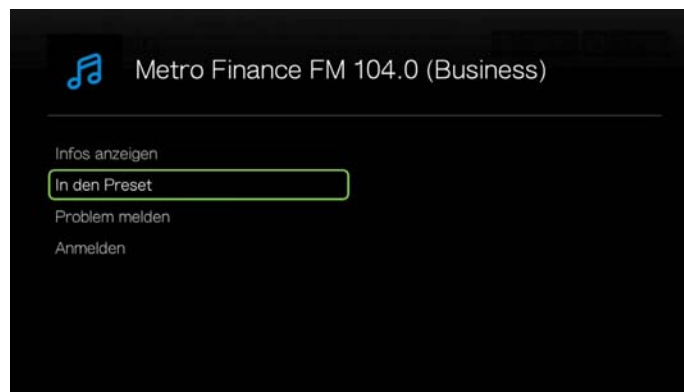 Metro Finance FM 104.0 (Business)
Infos anzeigen
In den Preset
Problem melden
Anmelden